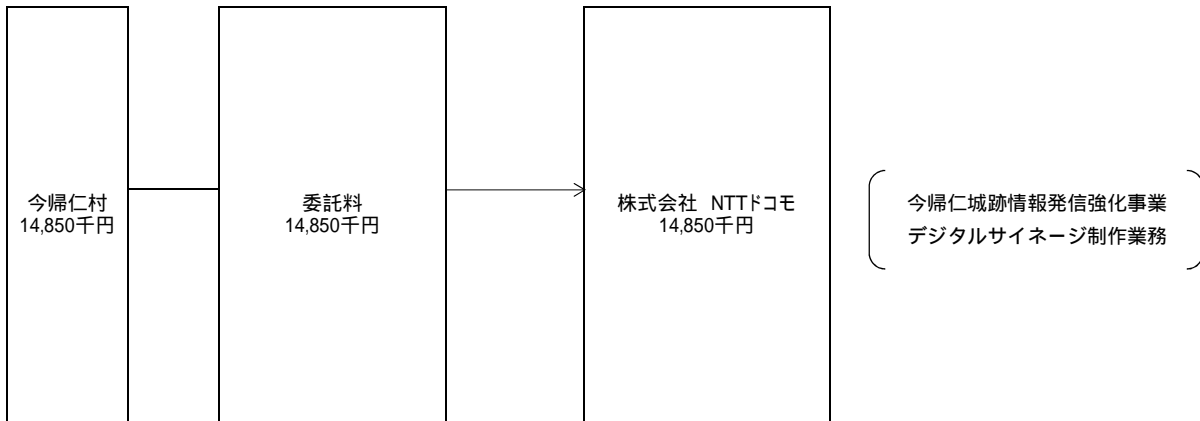 今帰仁村
14,850千円
委託料
14,850千円
株式会社 NTTドコモ
14,850千円
今帰仁城跡情報発信強化事業
デジタルサイネージ制作業務